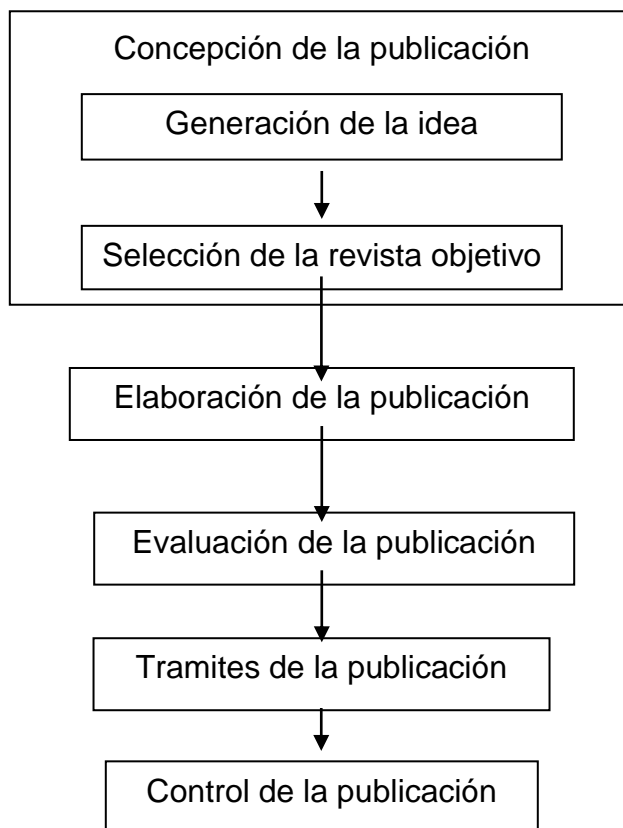 Concepción de la publicación
Generación de la idea
Selección de la revista objetivo
Elaboración de la publicación
Evaluación de la publicación
Tramites de la publicación
Control de la publicación